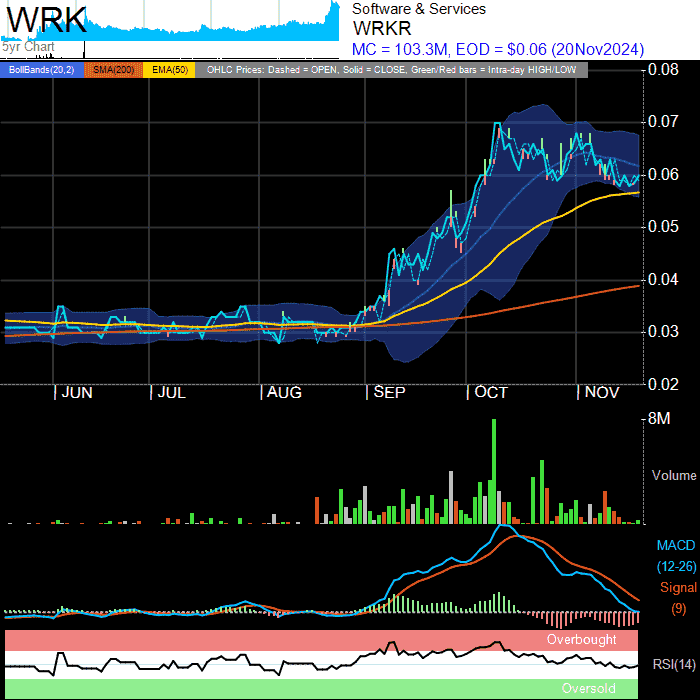 WRK
5yr Chart
Software & Services
WRKR
MC = 103.3M, EOD = $0.06 (20Nov2024)
BollBands(20,2) SMA(200) EMA(50) OHLC Prices: Dashed = OPEN, Solid = CLOSE, Green/Red bars = Intra-day HIGH/LOW
0.08
0.07
0.06
0.05
0.04
0.03
0.02
JUN JUL AUG SEP OCT NOV
8M
Volume
MACD
(12-26)
Signal
(9)
Overbought
RSI(14)
Oversold